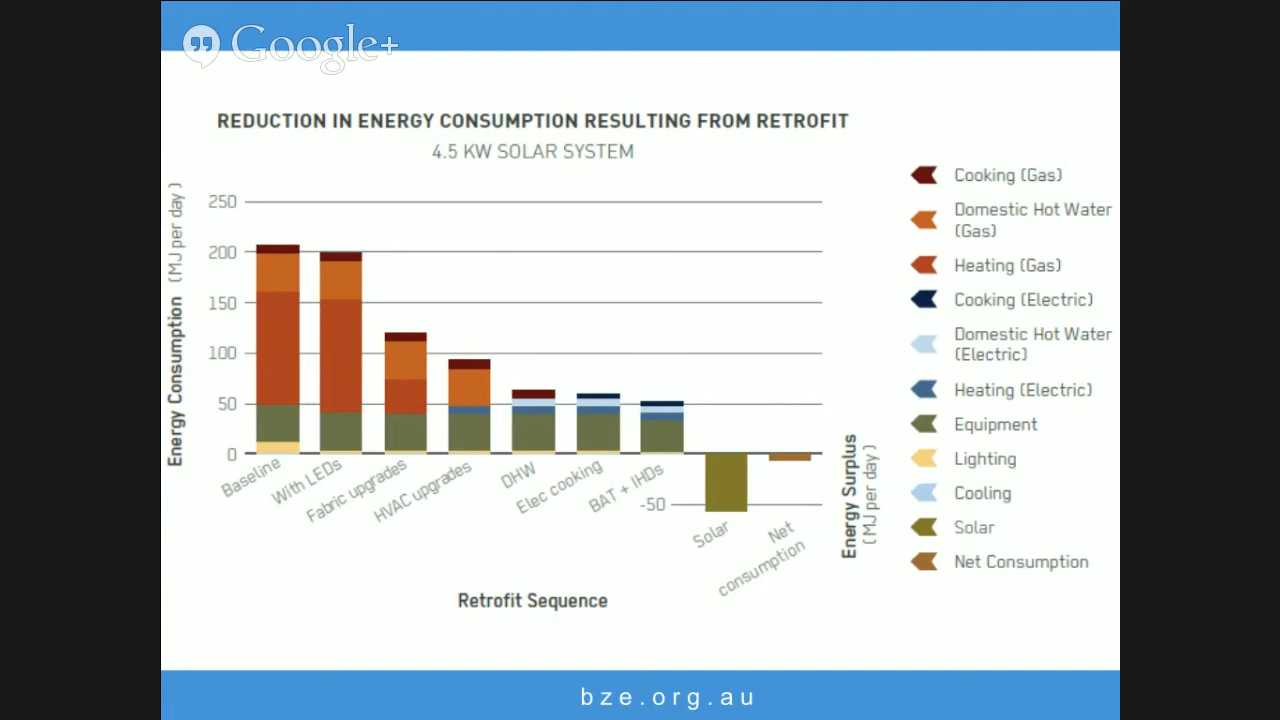 Google+
REDUCTION IN ENERGY CONSUMPTION RESULTING FROM RETROFIT
4.5 KW SOLAR SYSTEM
Energy Consumption (MJ per day)
250
200
150
100
50
0
-50
Baseline
With LEDs
Fabric upgrades
HVAC upgrades
DHW
Elec cooking
BAT + IHDs
Solar
Net
consumption
Energy Surplus
(MJ per day)
Retrofit Sequence
Cooking (Gas)
Domestic Hot Water
(Gas)
Heating (Gas)
Cooking (Electric)
Domestic Hot Water
(Electric)
Heating (Electric)
Equipment
Lighting
Cooling
Solar
Net Consumption
bze.org.au